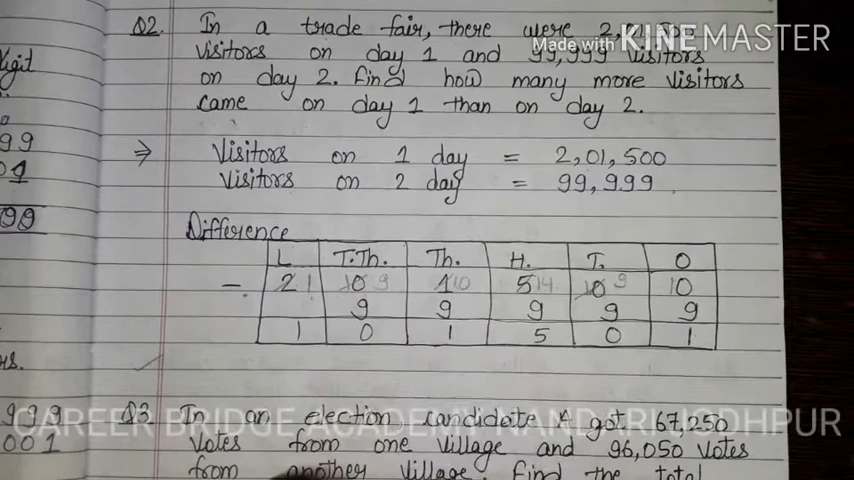 Q2. In a trade fair, there were
Made with KINEMASTER
visitors on day 1 and 99,999 visitors
on day 2. find how many more visitors
came on day 1 than on day 2.
⇒ Visitors on 1 day = 2,01,500
Visitors on 2 day = 99,999
Difference
L T.Th. Th. H. T. O
- 2 1 10 9 1 10 5 14 10 9 10
9 9 9 9 9
1 0 1 5 0 1
CAREER BRIDGE ACADEMY NANDARI JODHPUR
Q3 In an election candidate A got 67,250
votes from one village and 96,050 votes
from another village. find the total
99
01
99
999
001